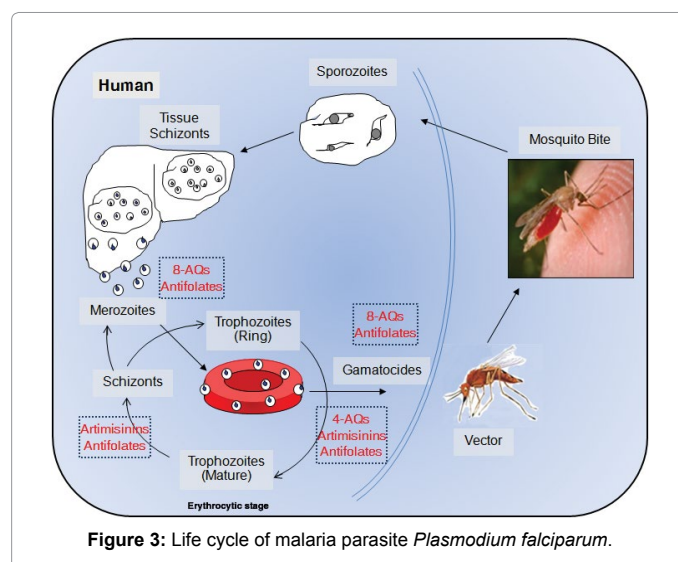 Human
Sporozoites
Tissue
Schizonts
Mosquito Bite
8-AQs
Antifolates
Merozoites
Trophozoites
(Ring)
8-AQs
Antifolates
Gamatocides
Schizonts
Artimisinins
Antifolates
4-AQs
Artimisinins
Antifolates
Vector
Trophozoites
(Mature)
Erythrocytic stage
Figure 3: Life cycle of malaria parasite Plasmodium falciparum.